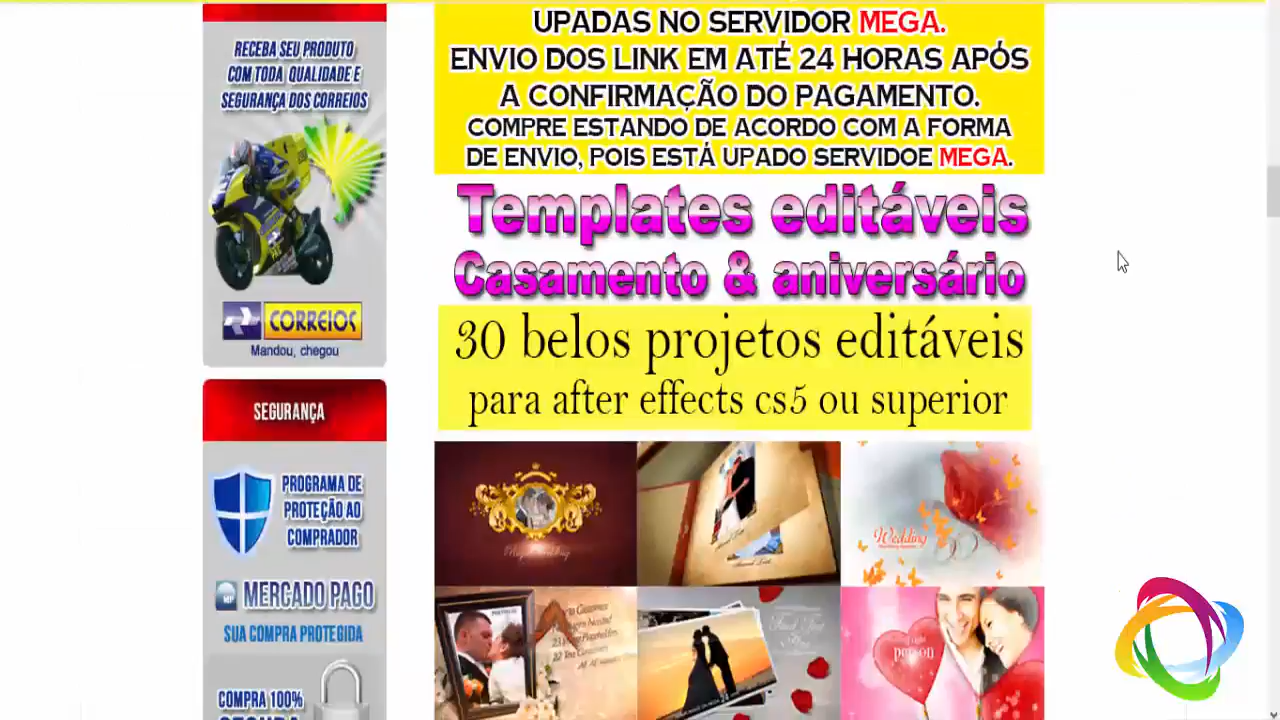 RECEBA SEU PRODUTO
COM TODA QUALIDADE E
SEGURANÇA DOS CORREIOS
CORREIOS
Mandou, chegou
SEGURANÇA
PROGRAMA DE
PROTEÇÃO AO
COMPRADOR
MERCADO PAGO
SUA COMPRA PROTEGIDA
COMPRA 100%
SEGURA
UPADAS NO SERVIDOR MEGA.
ENVIO DOS LINK EM ATÉ 24 HORAS APÓS
A CONFIRMAÇÃO DO PAGAMENTO.
COMPRE ESTANDO DE ACORDO COM A FORMA
DE ENVIO, POIS ESTÁ UPADO SERVIDOE MEGA.
Templates editáveis
Casamento & aniversário
30 belos projetos editáveis
para after effects cs5 ou superior
Wedding
person